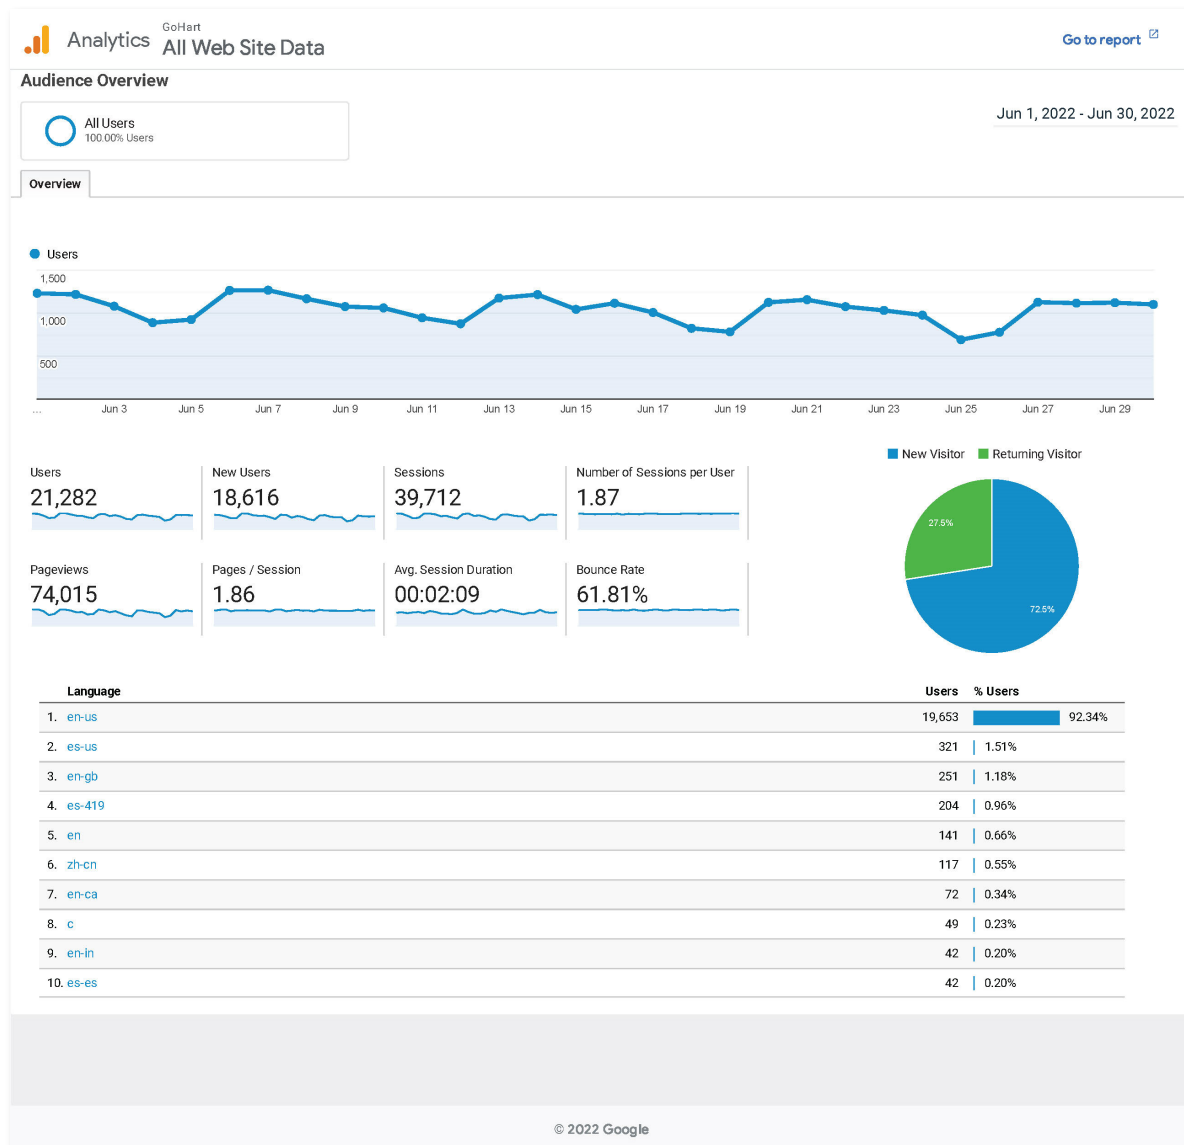 Analytics
GoHart
All Web Site Data
Go to report
Audience Overview
All Users
100.00% Users
Jun 1, 2022 - Jun 30, 2022
Overview
Users
1,500
1,000
500
... Jun 3 Jun 5 Jun 7 Jun 9 Jun 11 Jun 13 Jun 15 Jun 17 Jun 19 Jun 21 Jun 23 Jun 25 Jun 27 Jun 29
Users
21,282
New Users
18,616
Sessions
39,712
Number of Sessions per User
1.87
Pageviews
74,015
Pages / Session
1.86
Avg. Session Duration
00:02:09
Bounce Rate
61.81%
New Visitor Returning Visitor
27.5%
72.5%
Language Users % Users
1. en-us 19,653 92.34%
2. es-us 321 1.51%
3. en-gb 251 1.18%
4. es-419 204 0.96%
5. en 141 0.66%
6. zh-cn 117 0.55%
7. en-ca 72 0.34%
8. c 49 0.23%
9. en-in 42 0.20%
10. es-es 42 0.20%
© 2022 Google